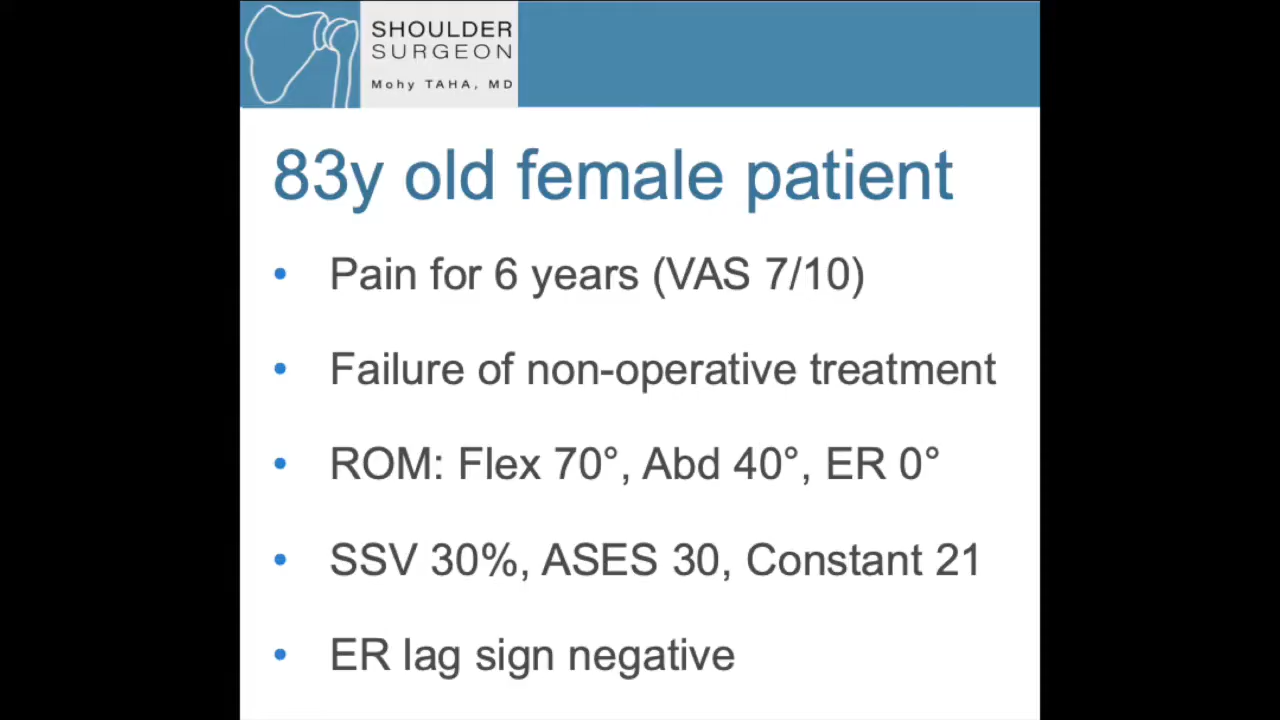 SHOULDER
SURGEON
Mohy TAHA, MD
83y old female patient
• Pain for 6 years (VAS 7/10)
• Failure of non-operative treatment
• ROM: Flex 70°, Abd 40°, ER 0°
• SSV 30%, ASES 30, Constant 21
• ER lag sign negative